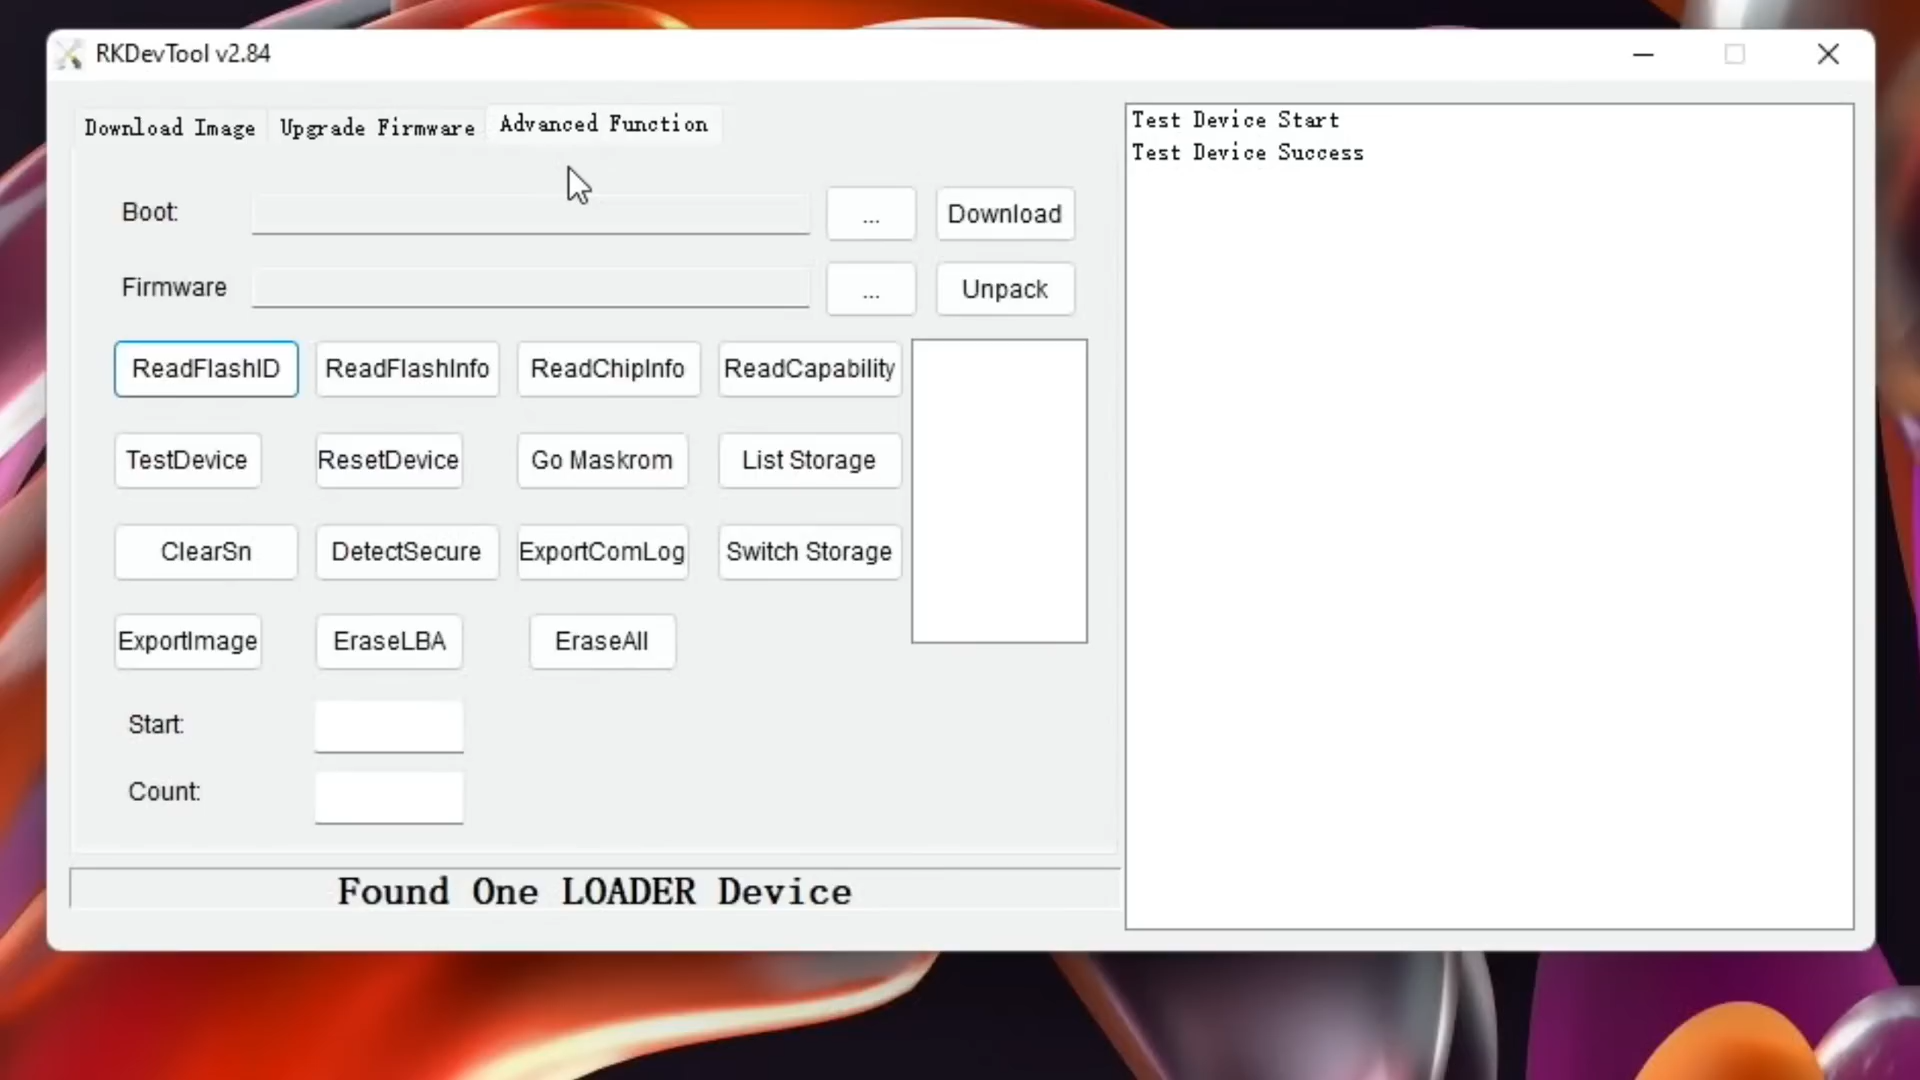 RKDevTool v2.84
Download Image
Upgrade Firmware
Advanced Function
Boot:
...
Download
Firmware
...
Unpack
ReadFlashID
ReadFlashInfo
ReadChipInfo
ReadCapability
TestDevice
ResetDevice
Go Maskrom
List Storage
ClearSn
DetectSecure
ExportComLog
Switch Storage
ExportImage
EraseLBA
EraseAll
Start:
Count:
Found One LOADER Device
Test Device Start
Test Device Success